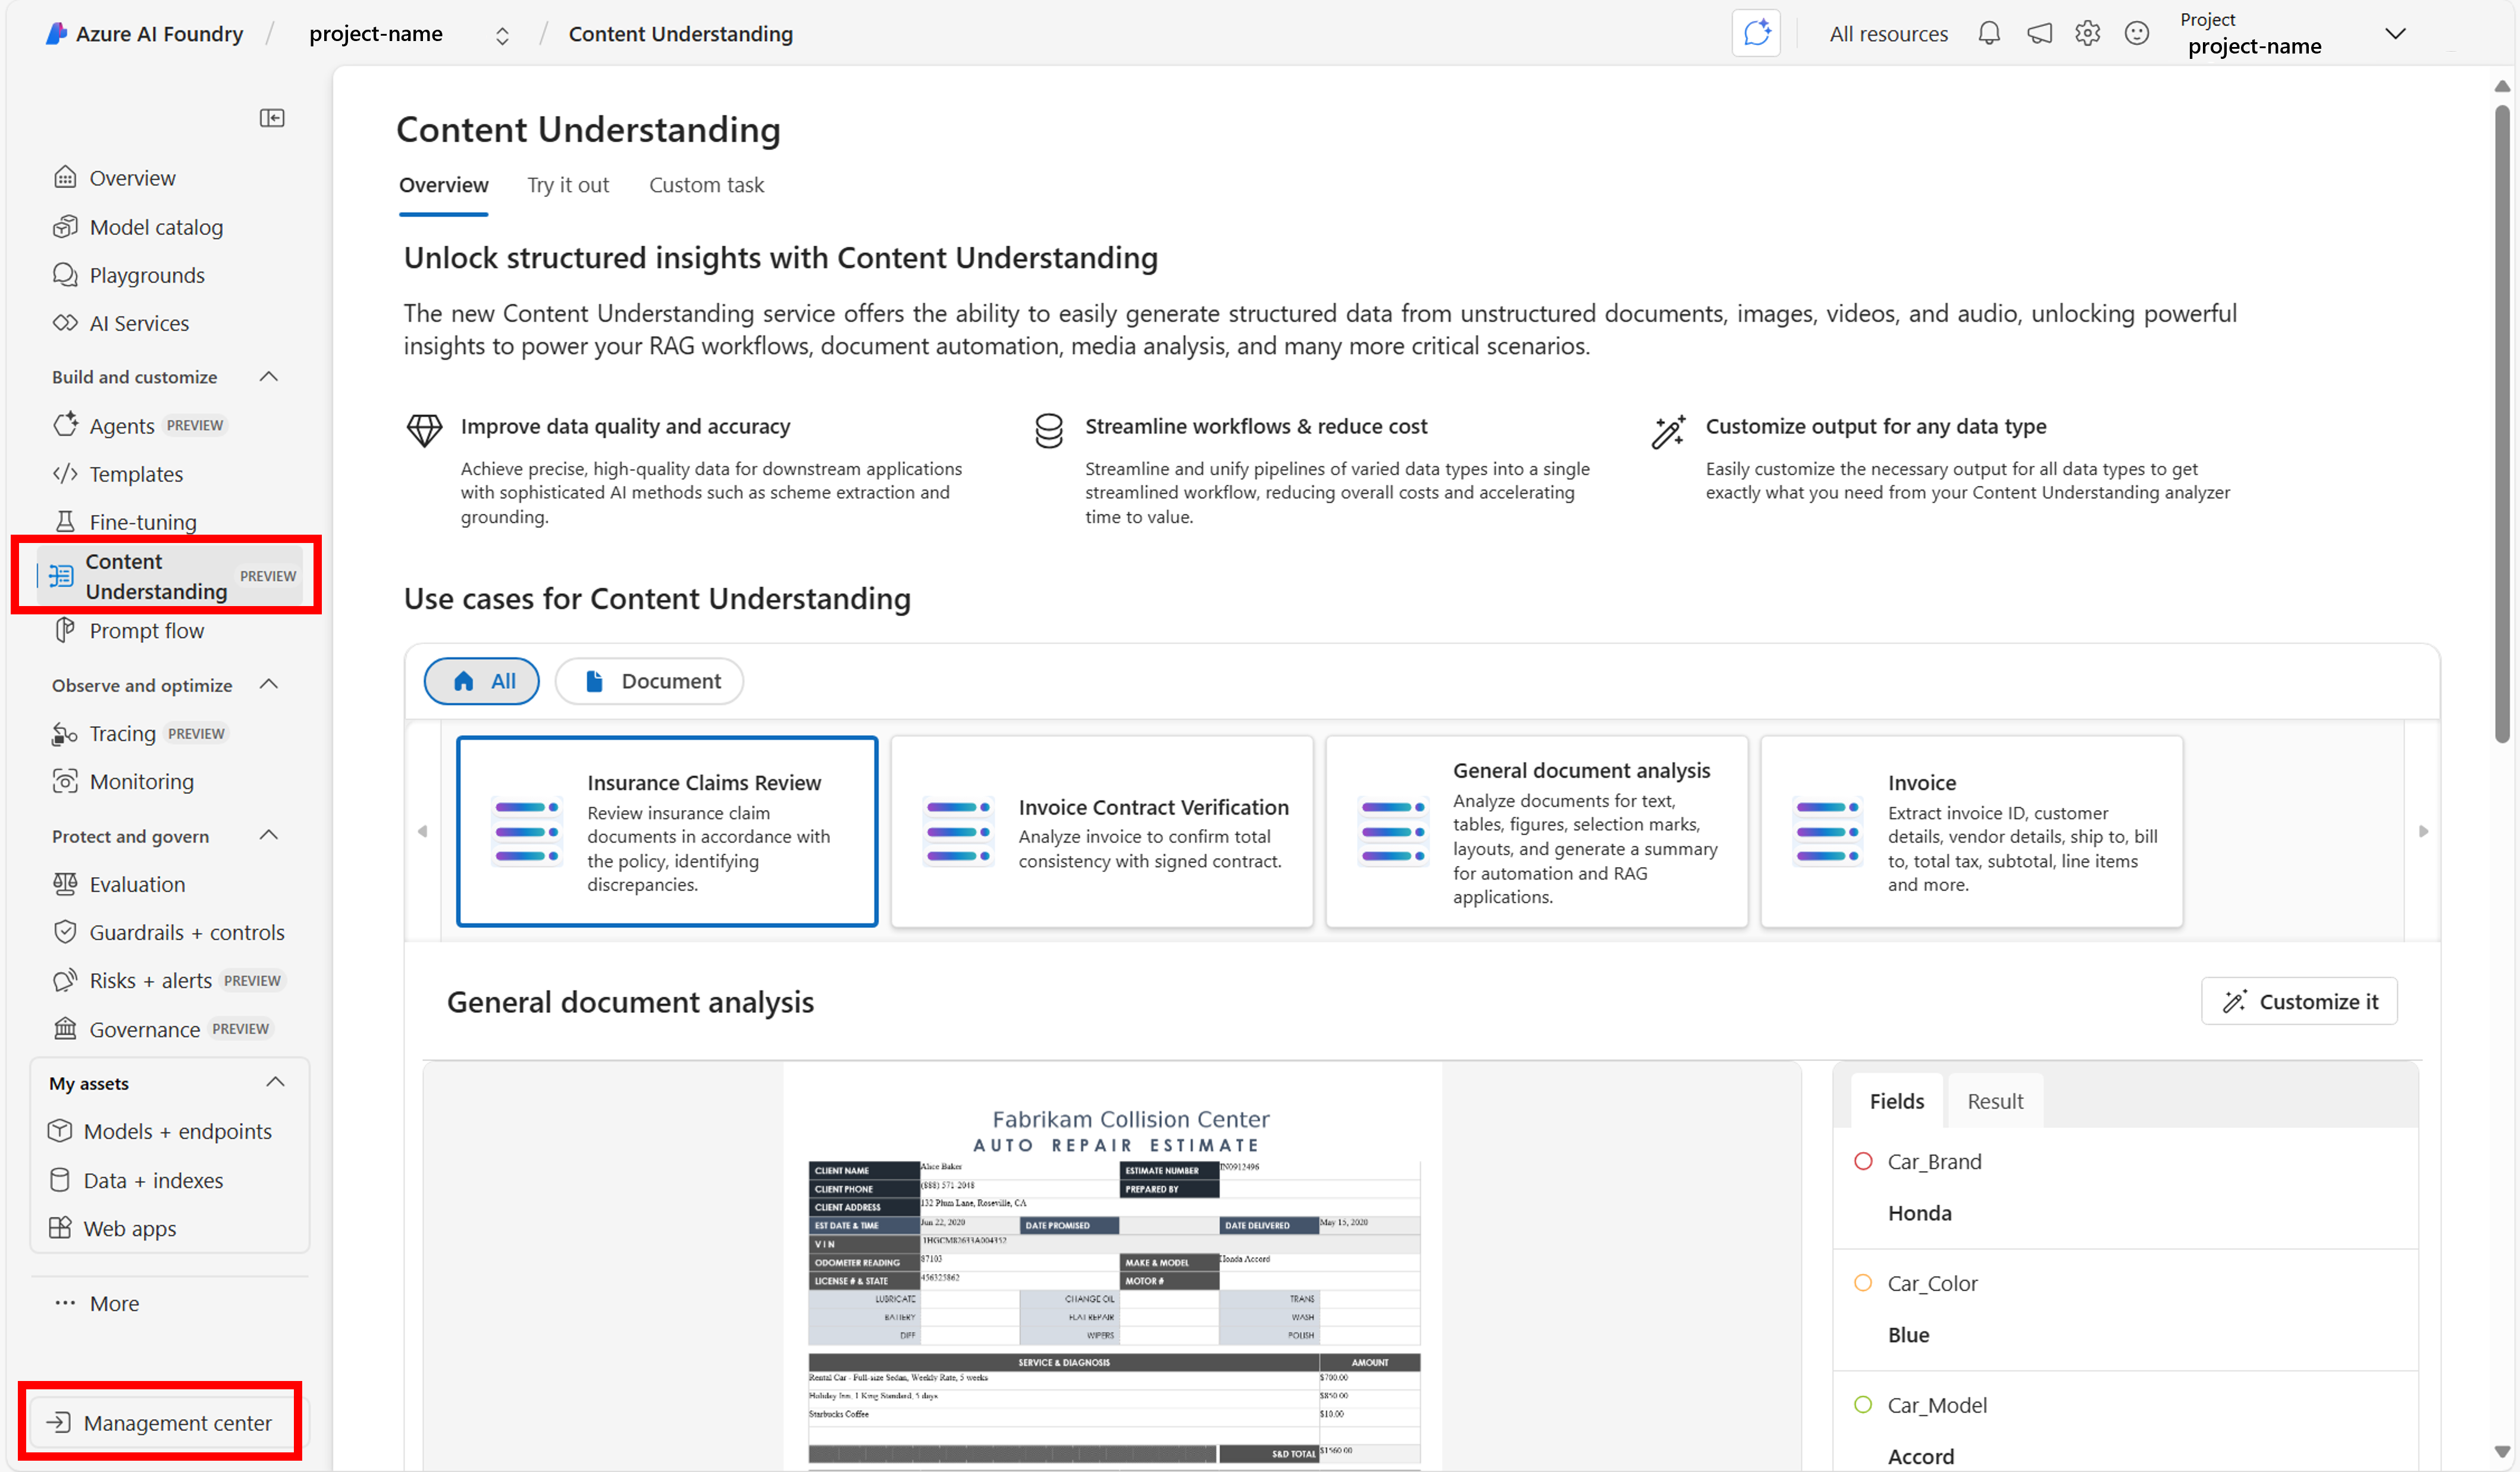 Azure AI Foundry / project-name / Content Understanding
All resources
Project
project-name
Overview
Model catalog
Playgrounds
AI Services
Build and customize
Agents PREVIEW
Templates
Fine-tuning
Content
Understanding PREVIEW
Prompt flow
Observe and optimize
Tracing PREVIEW
Monitoring
Protect and govern
Evaluation
Guardrails + controls
Risks + alerts PREVIEW
Governance PREVIEW
My assets
Models + endpoints
Data + indexes
Web apps
More
Management center
Content Understanding
Overview Try it out Custom task
Unlock structured insights with Content Understanding
The new Content Understanding service offers the ability to easily generate structured data from unstructured documents, images, videos, and audio, unlocking powerful
insights to power your RAG workflows, document automation, media analysis, and many more critical scenarios.
Improve data quality and accuracy
Achieve precise, high-quality data for downstream applications
with sophisticated AI methods such as scheme extraction and
grounding.
Streamline workflows & reduce cost
Streamline and unify pipelines of varied data types into a single
streamlined workflow, reducing overall costs and accelerating
time to value.
Customize output for any data type
Easily customize the necessary output for all data types to get
exactly what you need from your Content Understanding analyzer
Use cases for Content Understanding
All Document
Insurance Claims Review
Review insurance claim
documents in accordance with
the policy, identifying
discrepancies.
Invoice Contract Verification
Analyze invoice to confirm total
consistency with signed contract.
General document analysis
Analyze documents for text,
tables, figures, selection marks,
layouts, and generate a summary
for automation and RAG
applications.
Invoice
Extract invoice ID, customer
details, vendor details, ship to, bill
to, total tax, subtotal, line items
and more.
General document analysis
Customize it
Fabrikam Collision Center
AUTO REPAIR ESTIMATE
CLIENT NAME Alice Baker ESTIMATE NUMBER IN0912496
CLIENT PHONE (888) 571-2048 PREPARED BY
CLIENT ADDRESS 132 Plum Lane, Roseville, CA
EST DATE & TIME Jun 22, 2020 DATE PROMISED DATE DELIVERED May 15, 2020
VIN 1HGCM82633A004352
ODOMETER READING 87103 MAKE & MODEL Honda Accord
LICENSE # & STATE 456325862 MOTOR #
LUBRICATE CHANGE OIL TRANS
BATTERY FLAT REPAIR WASH
DIFF WIPERS POLISH
SERVICE & DIAGNOSIS AMOUNT
Rental Car - Full-size Sedan, Weekly Rate, 5 weeks $700.00
Holiday Inn, 1 King Standard, 5 days $850.00
Starbucks Coffee $10.00
S&D TOTAL $1560.00
Fields Result
Car_Brand
Honda
Car_Color
Blue
Car_Model
Accord